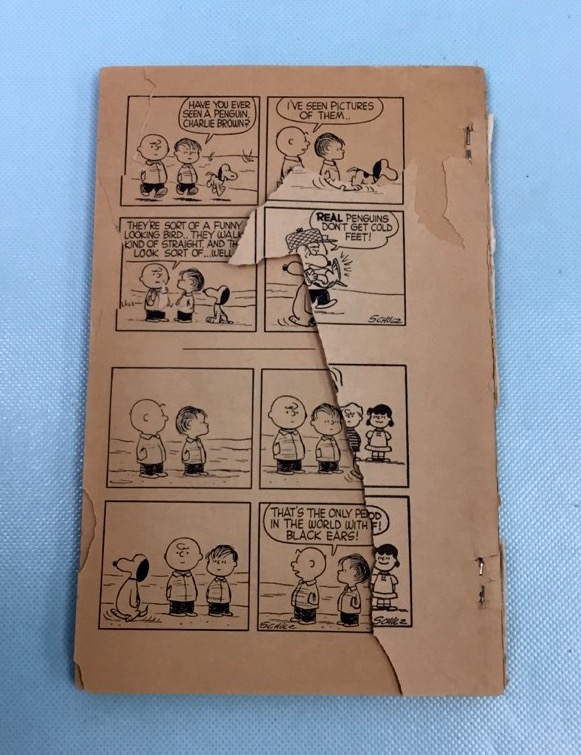 HAVE YOU EVER
SEEN A PENGUIN,
CHARLIE BROWN?
I'VE SEEN PICTURES
OF THEM..
THEY'RE SORT OF A FUNNY
LOOKING BIRD.. THEY WALK
KIND OF STRAIGHT, AND TH
LOOK SORT OF...WELL
REAL PENGUINS
DON'T GET COLD
FEET!
SCHULZ
THAT'S THE ONLY PE
IN THE WORLD WITH
BLACK EARS!
OD
F!
SCHULZ
SCHULZ